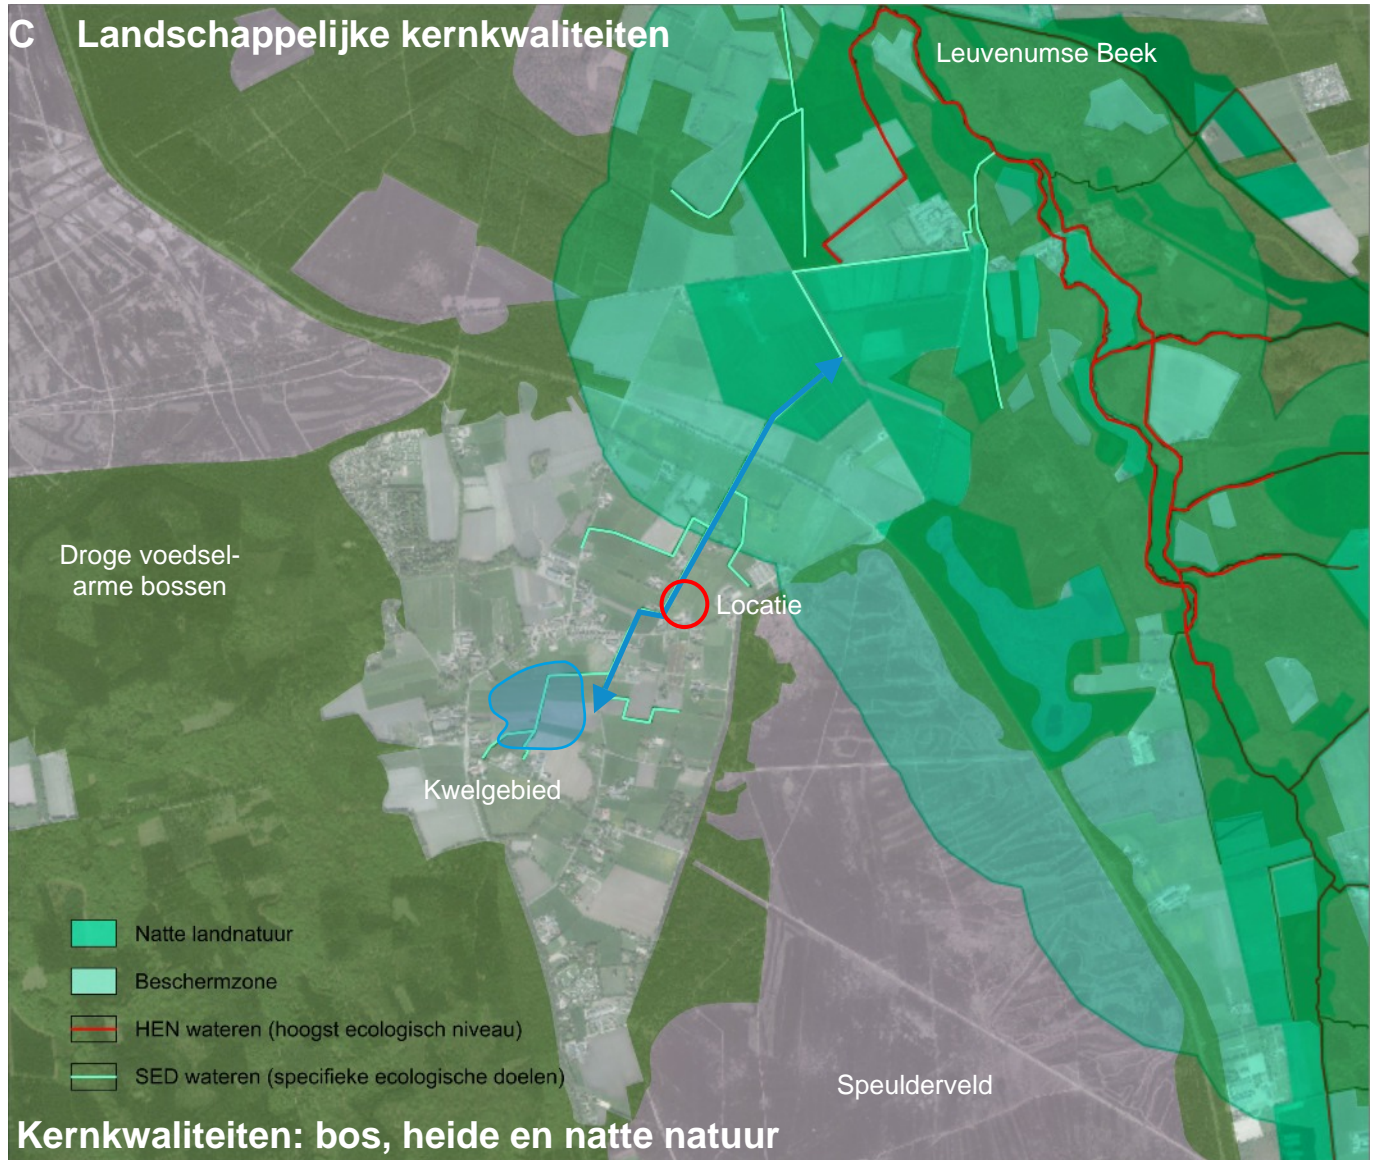 C Landschappelijke kernkwaliteiten
Leuvenumse Beek
Droge voedsel-
arme bossen
Locatie
Kwelgebied
Natte landnatuur
Beschermzone
HEN wateren (hoogst ecologisch niveau)
SED wateren (specifieke ecologische doelen)
Speulderveld
Kernkwaliteiten: bos, heide en natte natuur